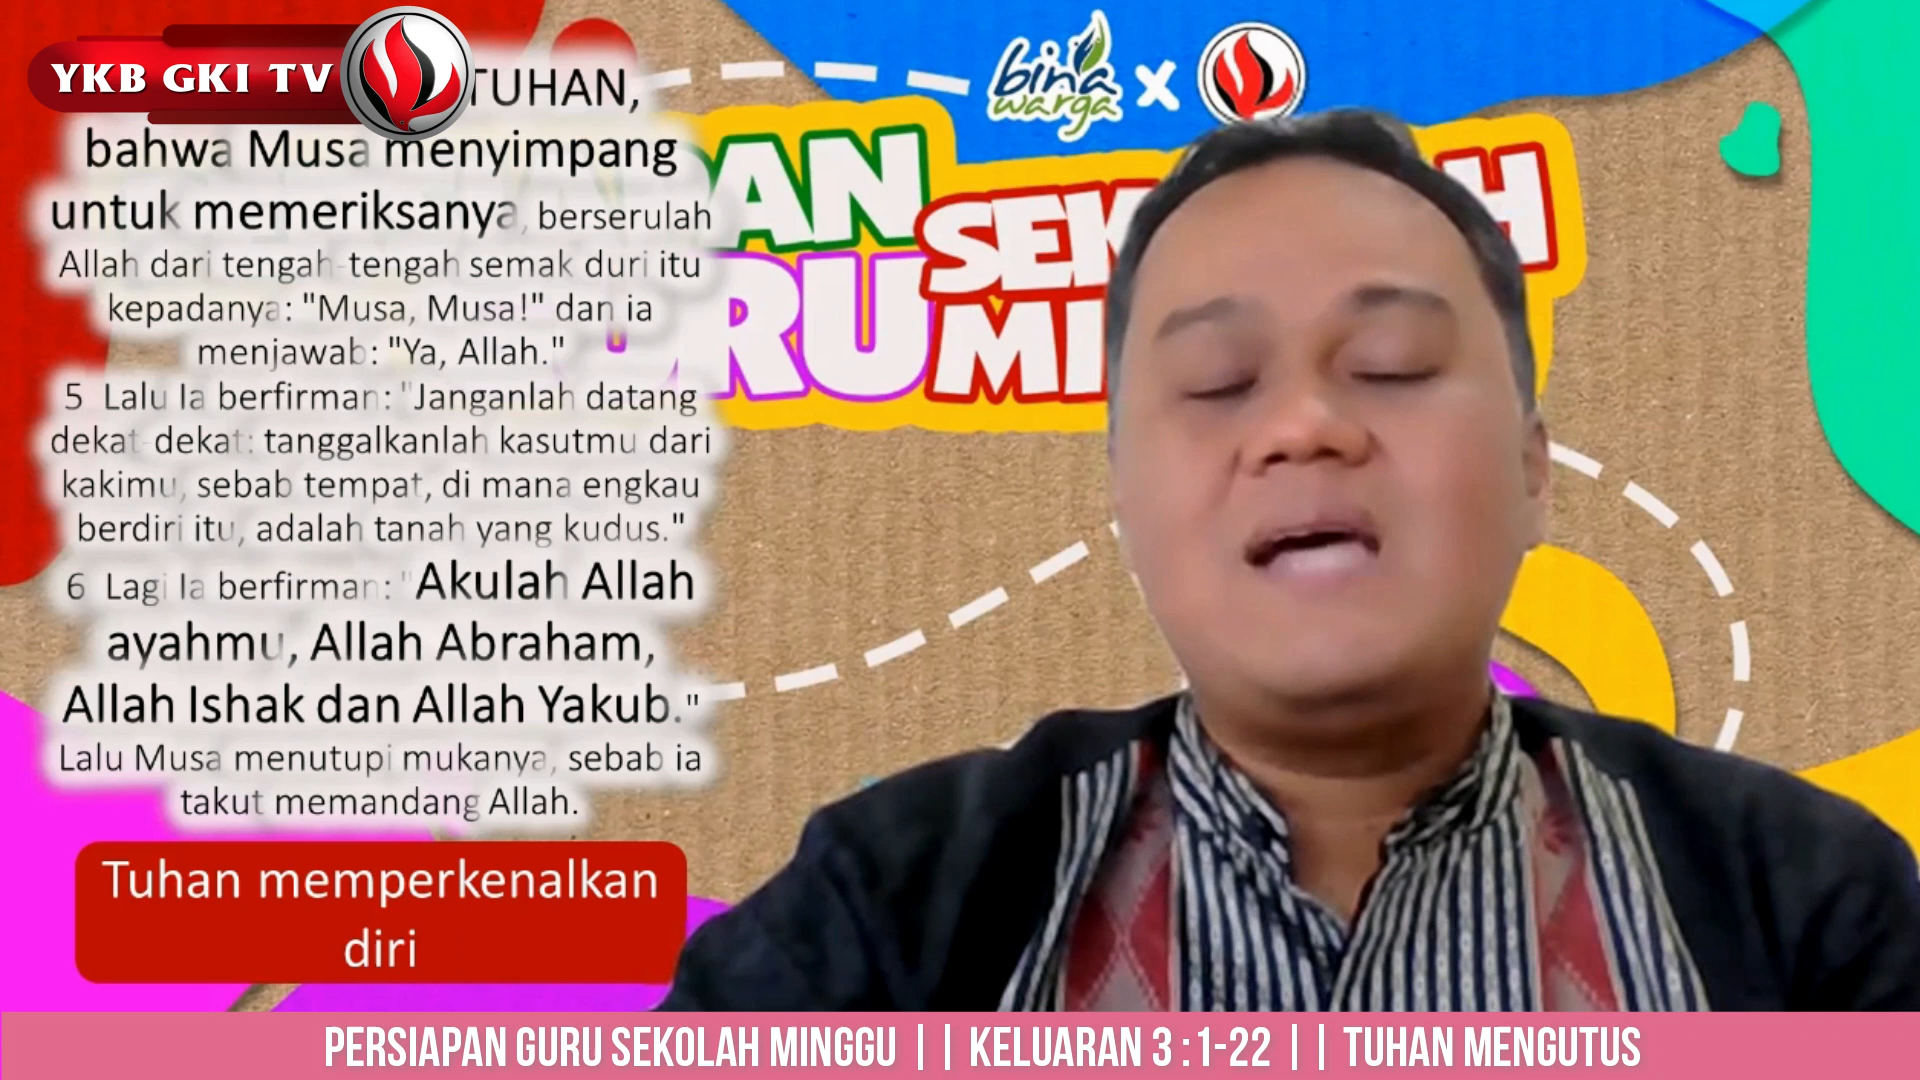 YKB GKI TV
TUHAN,
bahwa Musa menyimpang
untuk memeriksanya, berserulah
Allah dari tengah-tengah semak duri itu
kepadanya: "Musa, Musa!" dan ia
menjawab: "Ya, Allah."
5 Lalu Ia berfirman: "Janganlah datang
dekat-dekat: tanggalkanlah kasutmu dari
kakimu, sebab tempat, di mana engkau
berdiri itu, adalah tanah yang kudus."
6 Lagi Ia berfirman: "Akulah Allah
ayahmu, Allah Abraham,
Allah Ishak dan Allah Yakub."
Lalu Musa menutupi mukanya, sebab ia
takut memandang Allah.
Tuhan memperkenalkan
diri
bina
warga
x
PERSIAPAN GURU SEKOLAH MINGGU || KELUARAN 3 :1-22 || TUHAN MENGUTUS